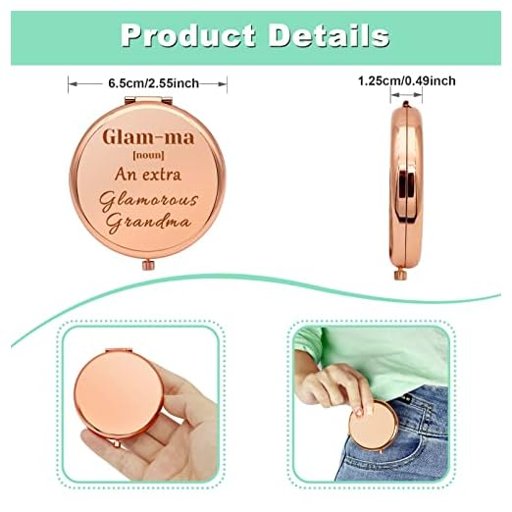 Product Details
6.5cm/2.55inch
1.25cm/0.49inch
Glam-ma
[noun]
An extra
Glamorous
Grandma